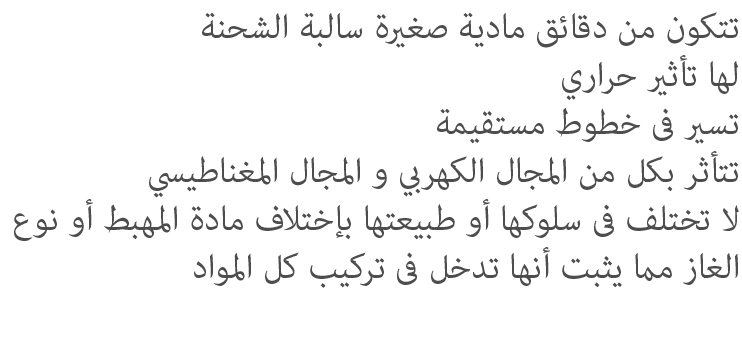 تتكون من دقائق مادية صغيرة سالبة الشحنة
لها تأثير حراري
تسير فى خطوط مستقيمة
تتأثر بكل من المجال الكهربي و المجال المغناطيسي
لا تختلف فى سلوكها أو طبيعتها بإختلاف مادة المهبط أو نوع
الغاز مما يثبت أنها تدخل فى تركيب كل المواد